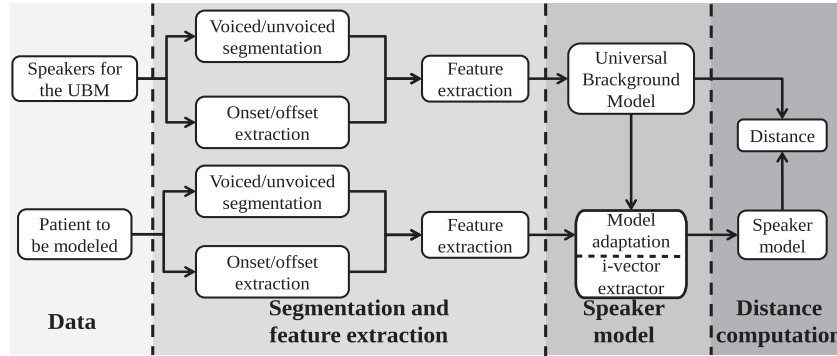 Speakers for
the UBM
Voiced/unvoiced
segmentation
Onset/offset
extraction
Feature
extraction
Universal
Brackground
Model
Distance
Patient to
be modeled
Voiced/unvoiced
segmentation
Onset/offset
extraction
Feature
extraction
Model
adaptation
i-vector
extractor
Speaker
model
Data
Segmentation and
feature extraction
Speaker
model
Distance
computation